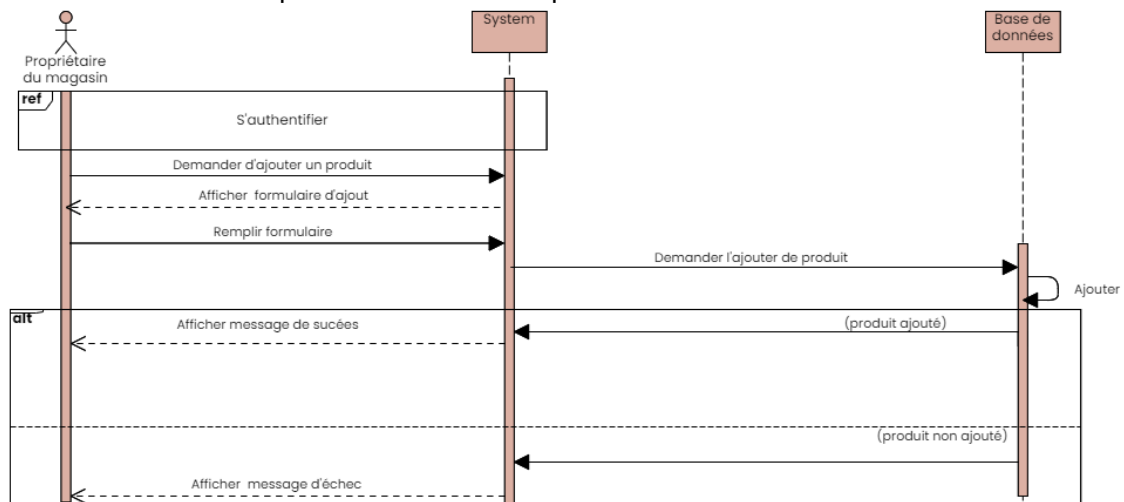 System
Base de
données
Propriétaire
du magasin
ref
S'authentifier
Demander d'ajouter un produit
Afficher formulaire d'ajout
Remplir formulaire
Demander l'ajouter de produit
Ajouter
alt
Afficher message de sucées
(produit ajouté)
(produit non ajouté)
Afficher message d'échec